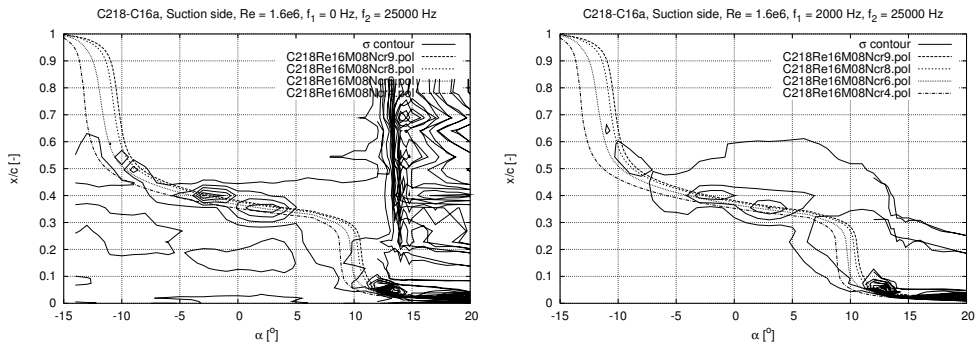 C218-C16a, Suction side, Re = 1.6e6, f1 = 0 Hz, f2 = 25000 Hz
σ contour
C218Re16M08Ncr9.pol
C218Re16M08Ncr8.pol
C218Re16M08Ncr6.pol
C218Re16M08Ncr4.pol
x/c [-]
1
0.9
0.8
0.7
0.6
0.5
0.4
0.3
0.2
0.1
0
-15
-10
-5
0
5
10
15
20
α [o]
C218-C16a, Suction side, Re = 1.6e6, f1 = 2000 Hz, f2 = 25000 Hz
σ contour
C218Re16M08Ncr9.pol
C218Re16M08Ncr8.pol
C218Re16M08Ncr6.pol
C218Re16M08Ncr4.pol
x/c [-]
1
0.9
0.8
0.7
0.6
0.5
0.4
0.3
0.2
0.1
0
-15
-10
-5
0
5
10
15
20
α [o]